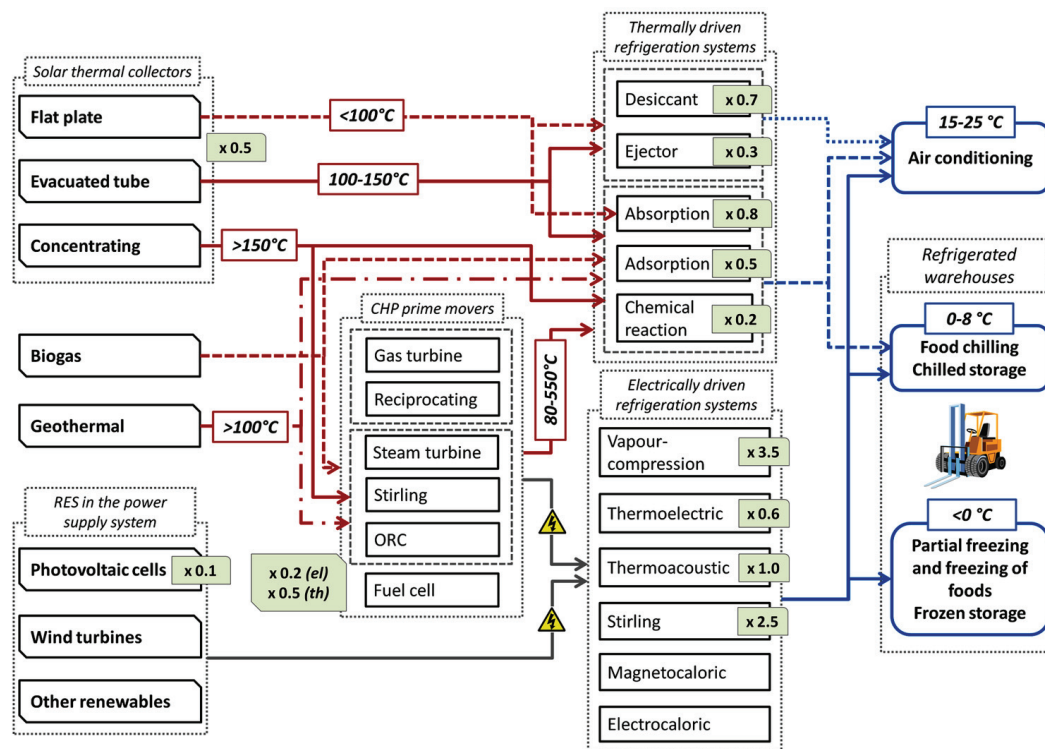 Solar thermal collectors
Flat plate
x 0.5
Evacuated tube
Concentrating
<100°C
100-150°C
>150°C
Biogas
Geothermal
>100°C
RES in the power
supply system
Photovoltaic cells
x 0.1
Wind turbines
Other renewables
CHP prime movers
Gas turbine
Reciprocating
Steam turbine
Stirling
ORC
Fuel cell
x 0.2 (el)
x 0.5 (th)
80-550°C
Thermally driven
refrigeration systems
Desiccant
x 0.7
Ejector
x 0.3
Absorption
x 0.8
Adsorption
x 0.5
Chemical
reaction
x 0.2
Electrically driven
refrigeration systems
Vapour-
compression
x 3.5
Thermoelectric
x 0.6
Thermoacoustic
x 1.0
Stirling
x 2.5
Magnetocaloric
Electrocaloric
15-25 °C
Air conditioning
Refrigerated
warehouses
0-8 °C
Food chilling
Chilled storage
<0 °C
Partial freezing
and freezing of
foods
Frozen storage